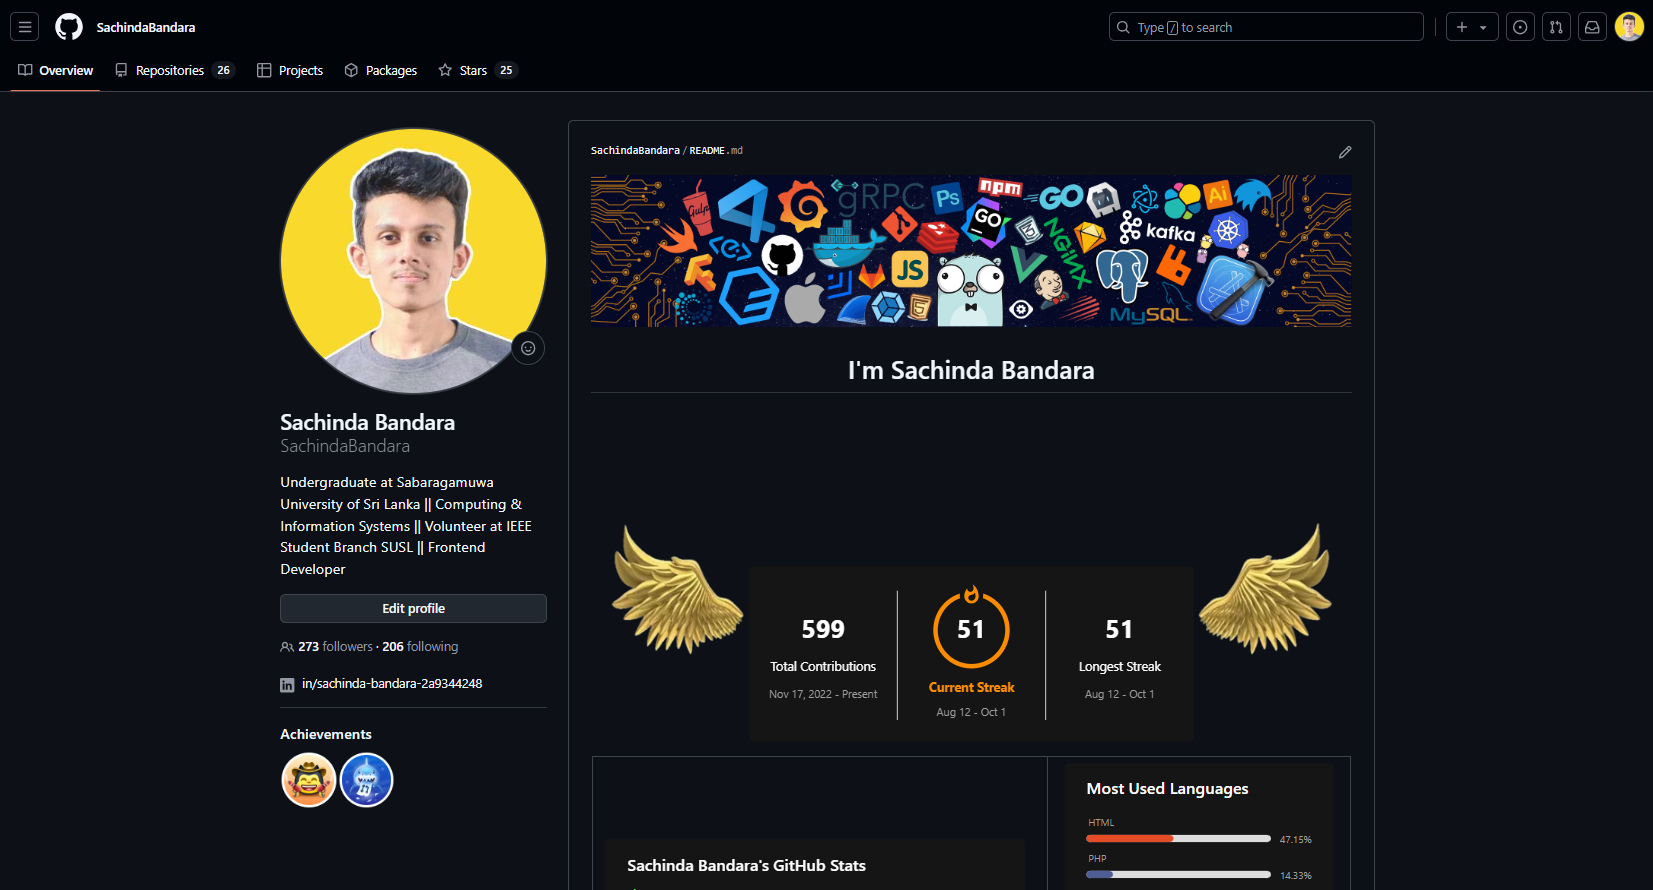 SachindaBandara
Type / to search
Overview
Repositories 26
Projects
Packages
Stars 25
SachindaBandara/README.md
Gulp
gRPC
Ps
npm
GO
Ai
GO
kafka
NGINX
JS
MySQL
I'm Sachinda Bandara
Sachinda Bandara
SachindaBandara
Undergraduate at Sabaragamuwa
University of Sri Lanka || Computing &
Information Systems || Volunteer at IEEE
Student Branch SUSL || Frontend
Developer
Edit profile
273 followers · 206 following
in/sachinda-bandara-2a9344248
Achievements
599
Total Contributions
Nov 17, 2022 - Present
51
Current Streak
Aug 12 - Oct 1
51
Longest Streak
Aug 12 - Oct 1
Sachinda Bandara's GitHub Stats
Most Used Languages
HTML
47.15%
PHP
14.33%